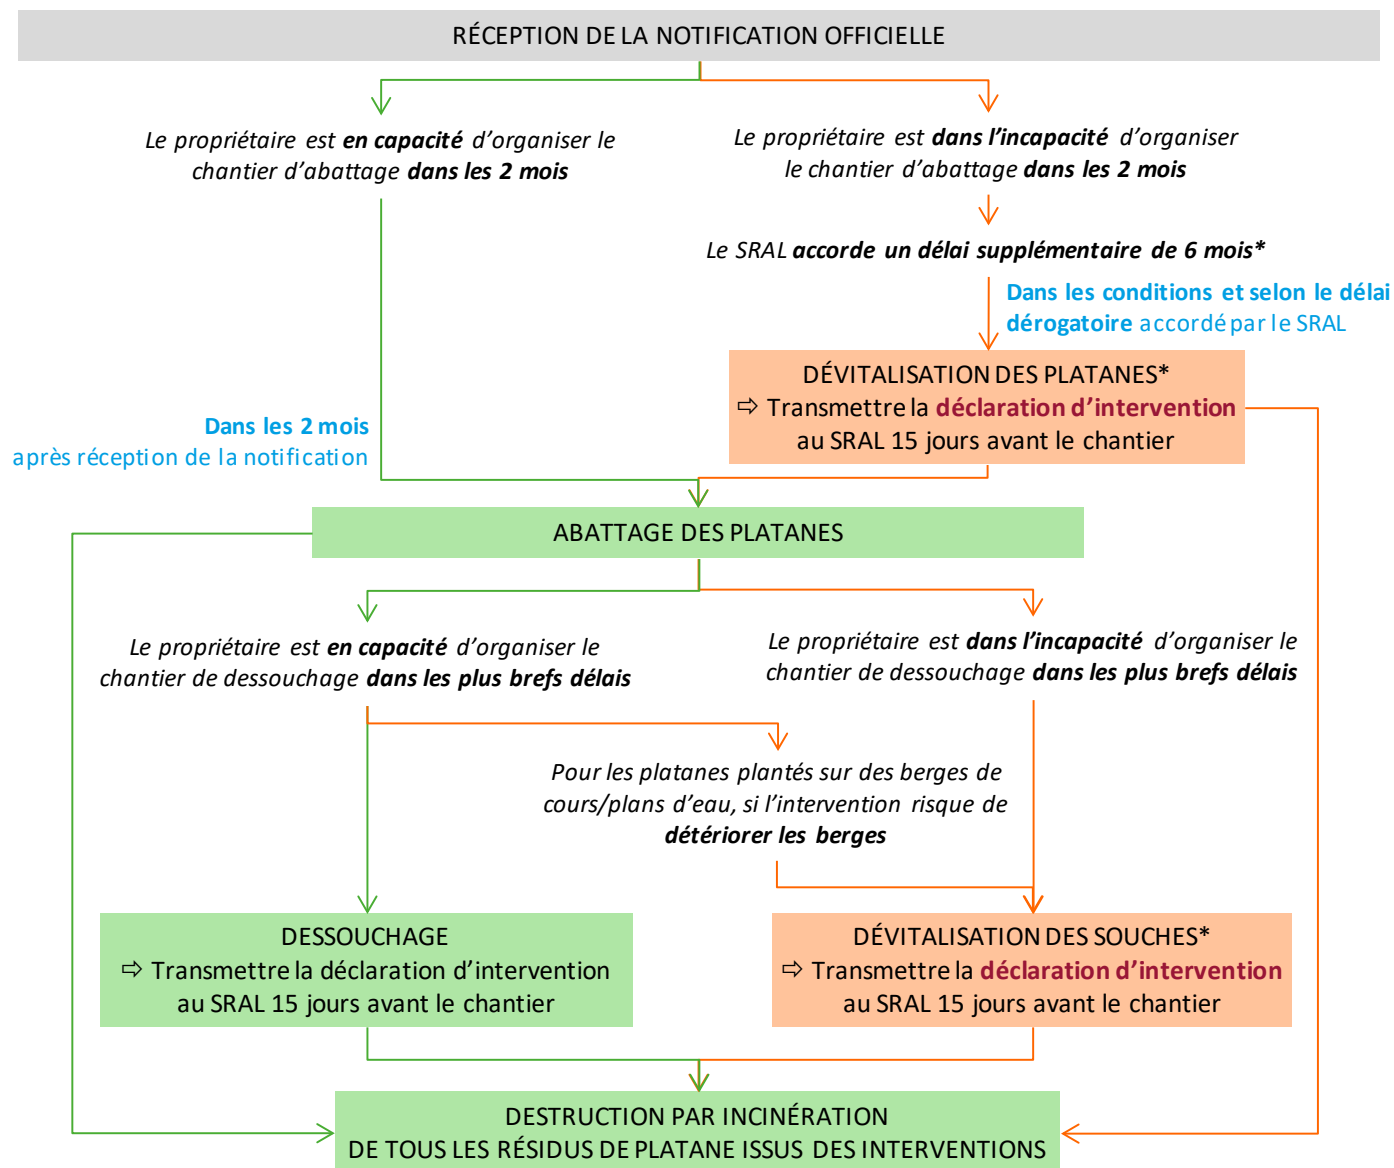 RÉCEPTION DE LA NOTIFICATION OFFICIELLE
Le propriétaire est en capacité d’organiser le
chantier d’abattage dans les 2 mois
Le propriétaire est dans l’incapacité d’organiser
le chantier d’abattage dans les 2 mois
Le SRAL accorde un délai supplémentaire de 6 mois*
Dans les conditions et selon le délai
dérogatoire accordé par le SRAL
DÉVITALISATION DES PLATANES*
⇨ Transmettre la déclaration d’intervention
au SRAL 15 jours avant le chantier
Dans les 2 mois
après réception de la notification
ABATTAGE DES PLATANES
Le propriétaire est en capacité d’organiser le
chantier de dessouchage dans les plus brefs délais
Le propriétaire est dans l’incapacité d’organiser le
chantier de dessouchage dans les plus brefs délais
Pour les platanes plantés sur des berges de
cours/plans d’eau, si l’intervention risque de
détériorer les berges
DESSOUCHAGE
⇨ Transmettre la déclaration d’intervention
au SRAL 15 jours avant le chantier
DÉVITALISATION DES SOUCHES*
⇨ Transmettre la déclaration d’intervention
au SRAL 15 jours avant le chantier
DESTRUCTION PAR INCINÉRATION
DE TOUS LES RÉSIDUS DE PLATANE ISSUS DES INTERVENTIONS